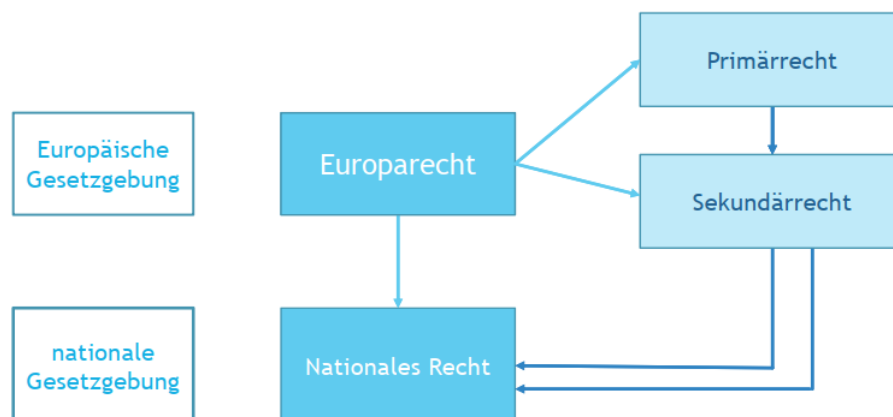 Primärrecht
Europäische
Gesetzgebung
Europarecht
Sekundärrecht
nationale
Gesetzgebung
Nationales Recht